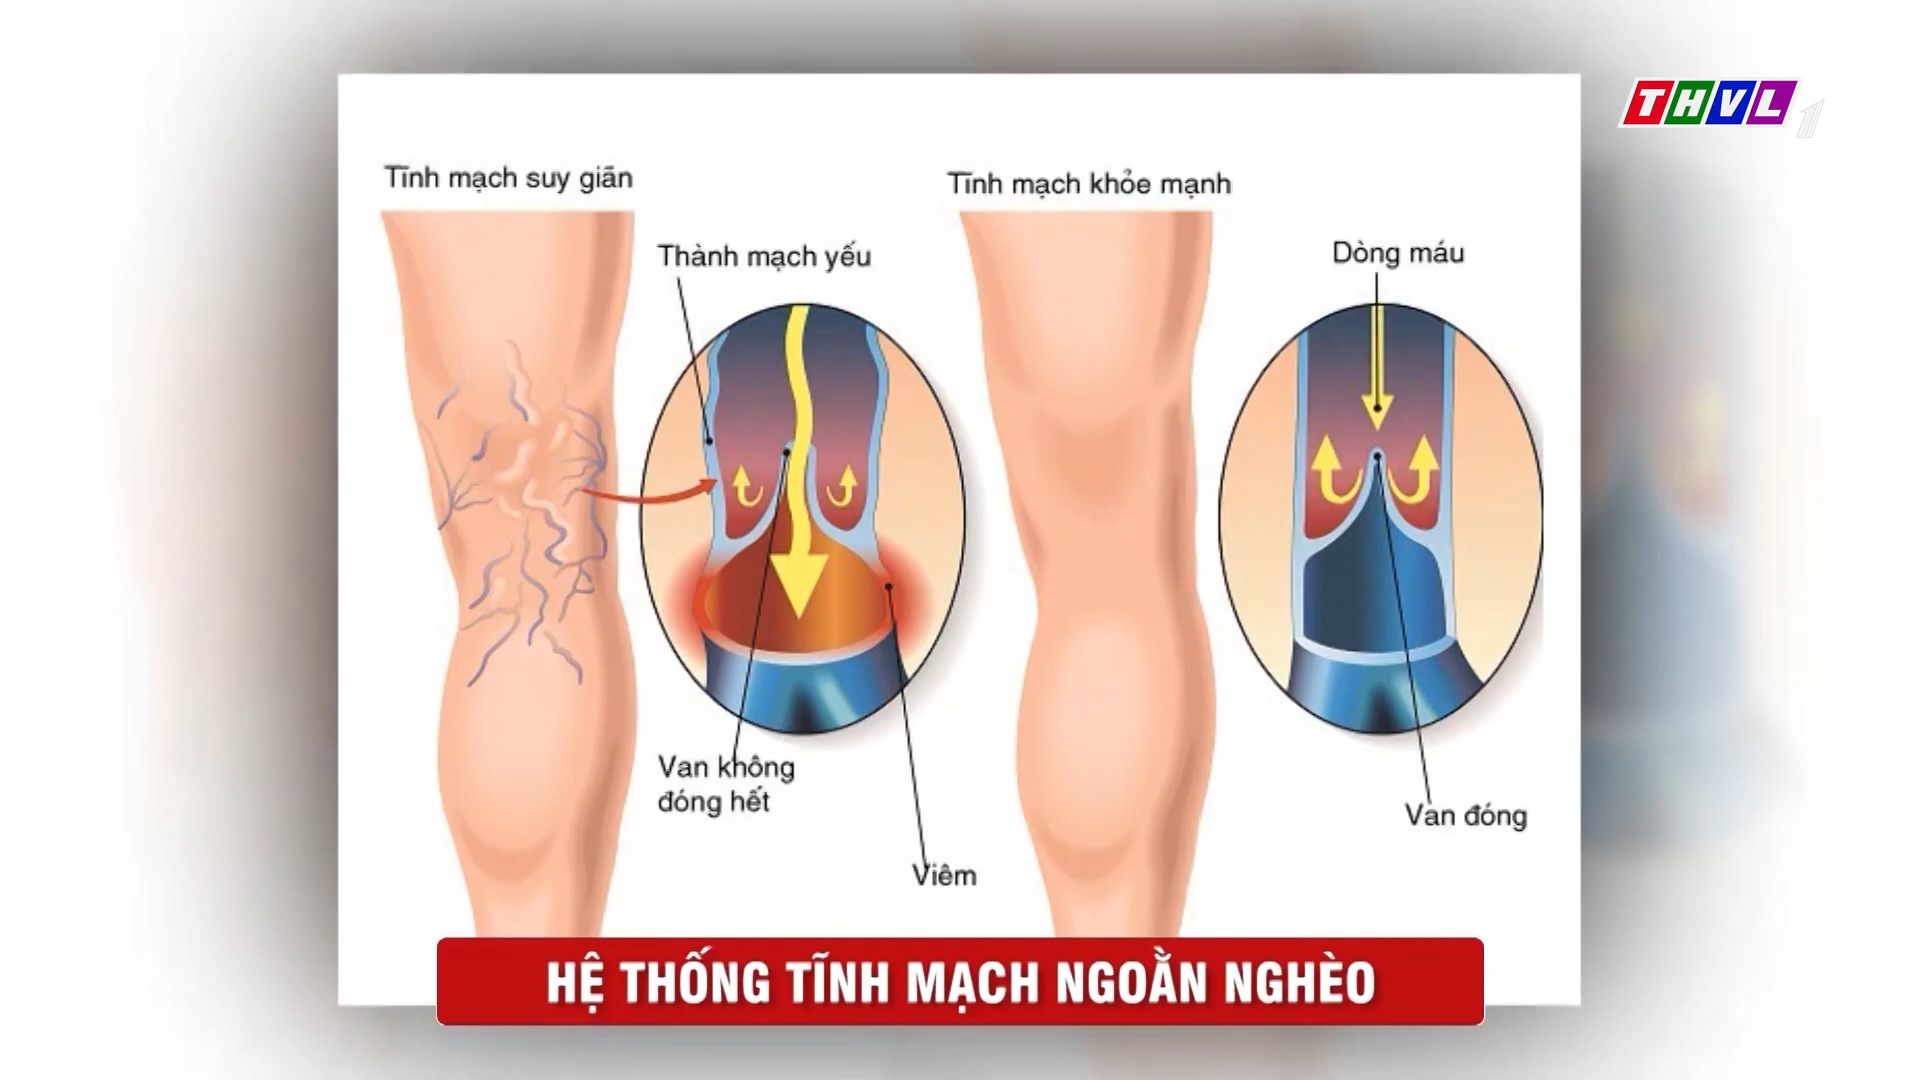 THVL1
Tĩnh mạch suy giãn
Tĩnh mạch khỏe mạnh
Thành mạch yếu
Dòng máu
Van không
đóng hết
Van đóng
Viêm
HỆ THỐNG TĨNH MẠCH NGOẰN NGHÈO